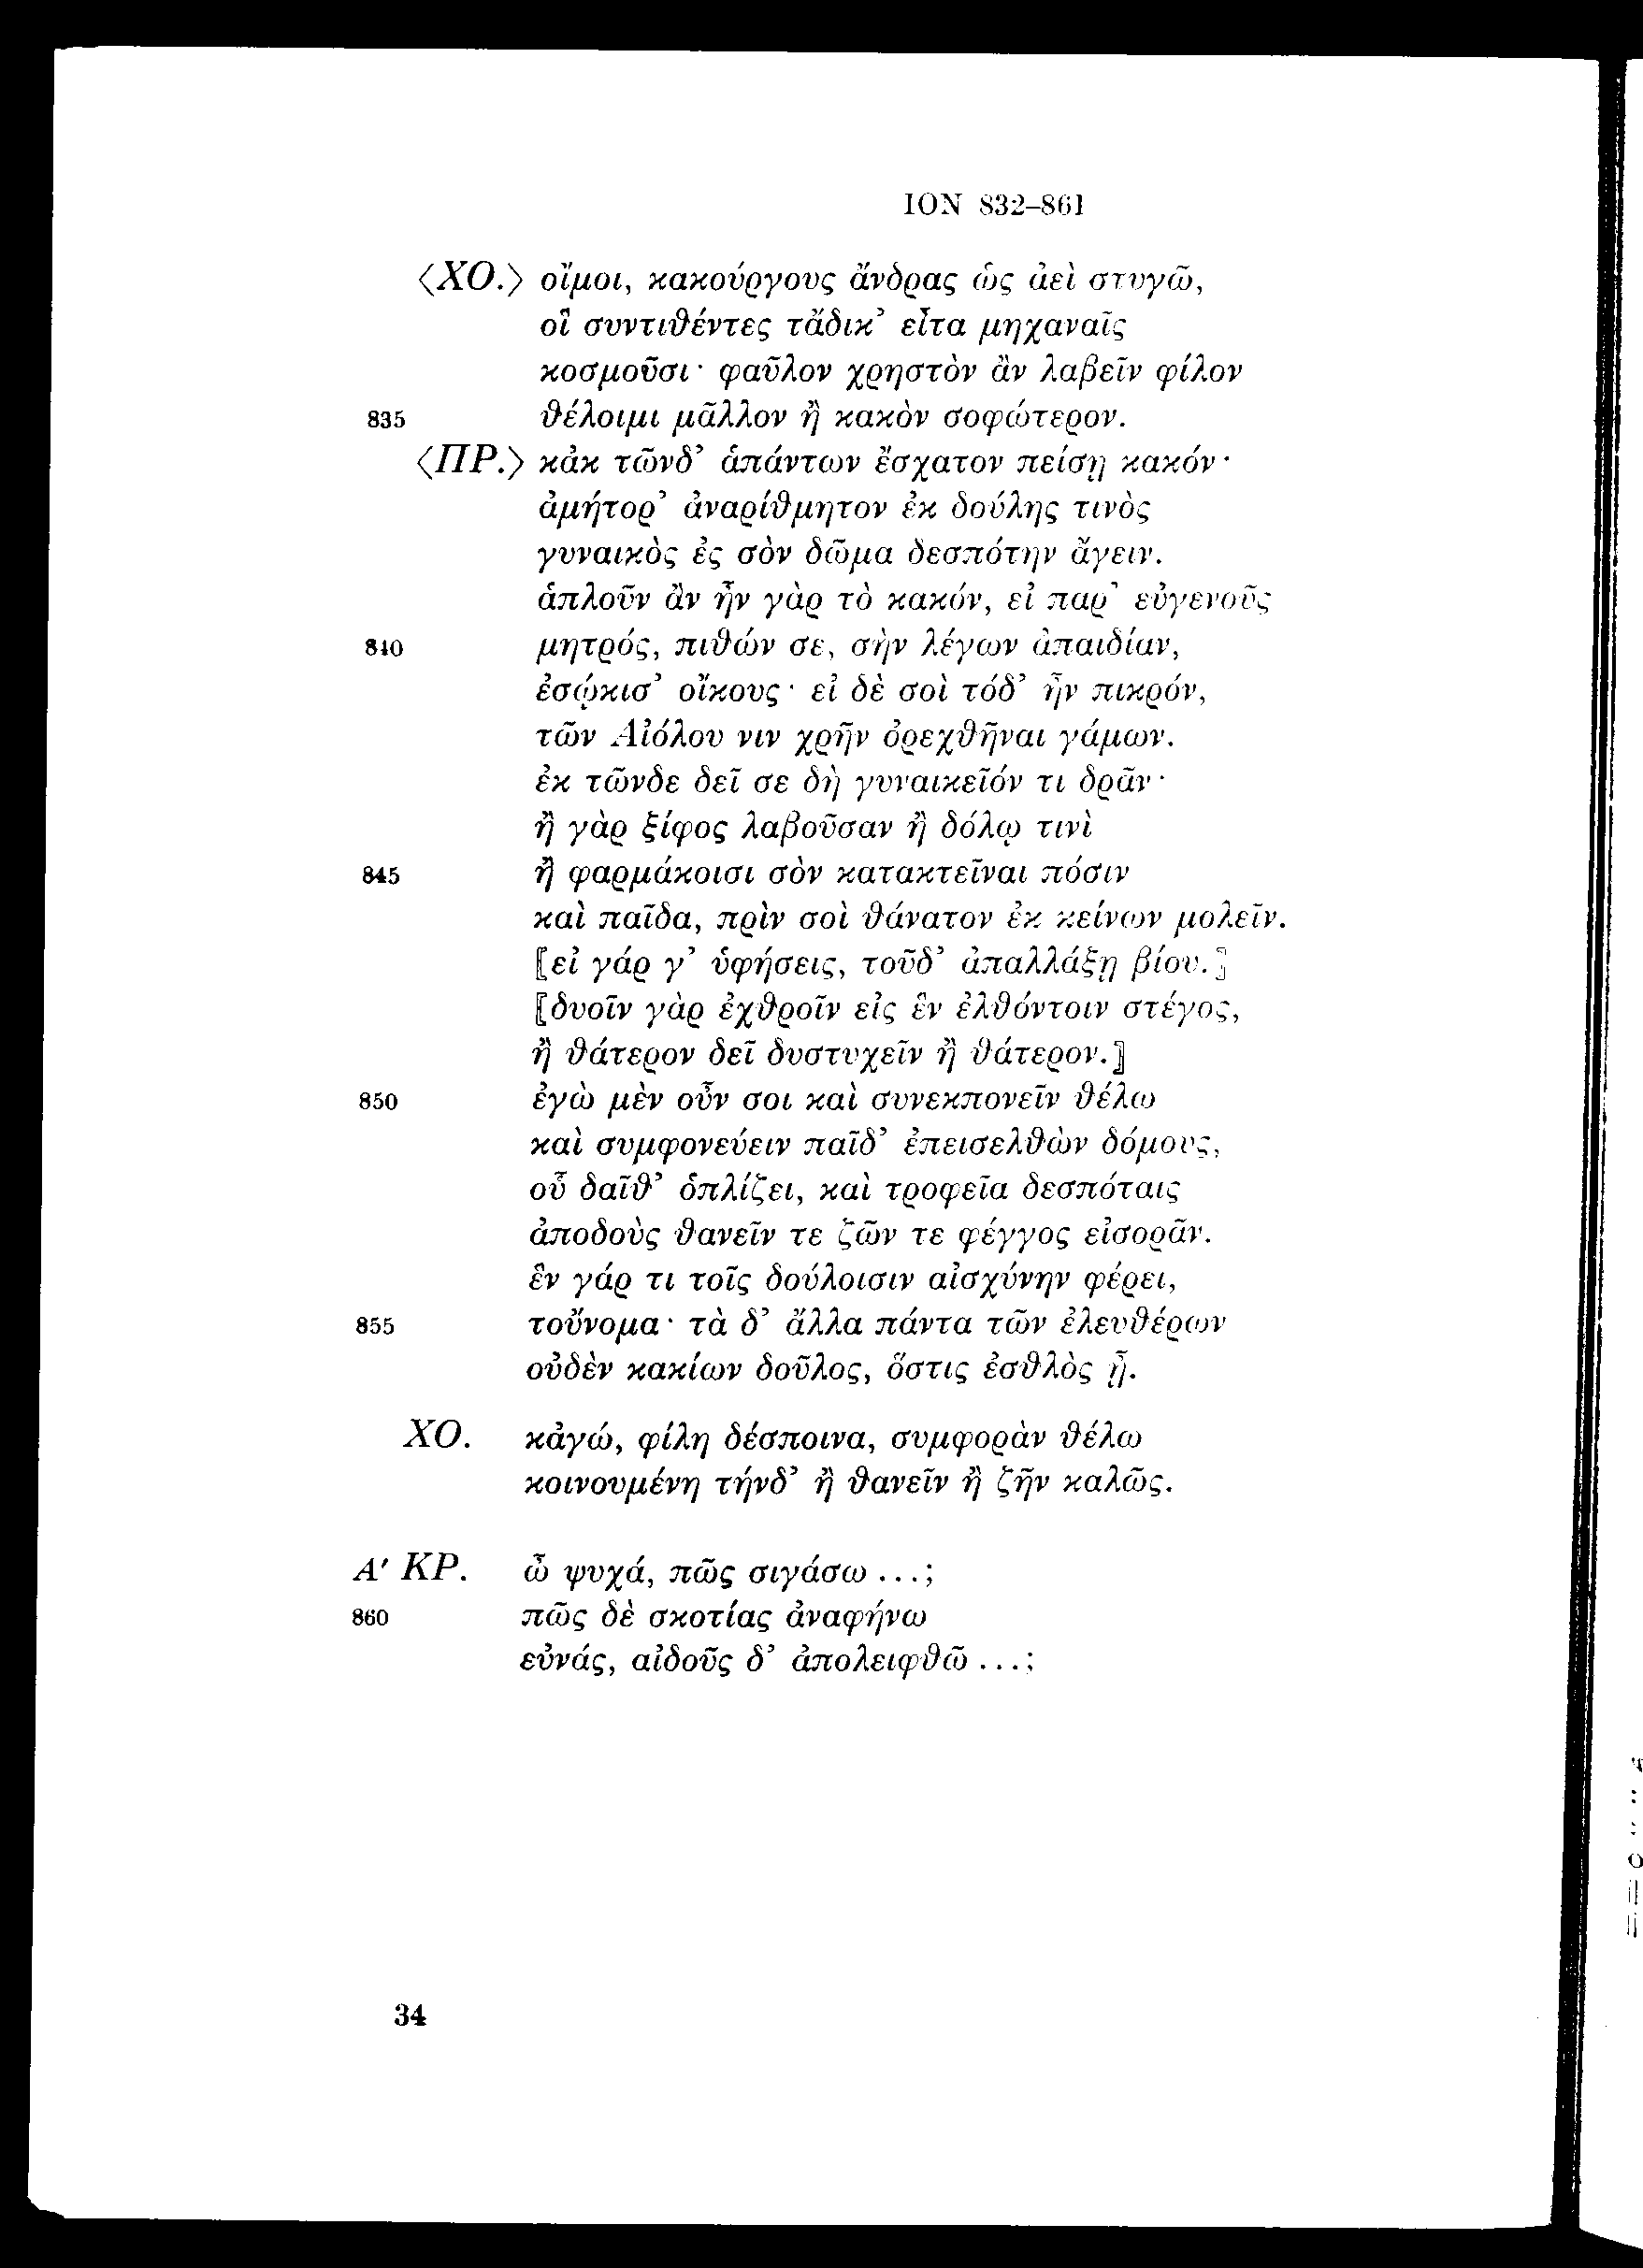 ION 832–861
⟨ΧΟ.⟩ οἴμοι, κακούργους ἄνδρας ὡς ἀεὶ στυγῶ,
οἳ συντιθέντες τἄδικ’ εἶτα μηχαναῖς
κοσμοῦσι· φαῦλον χρηστὸν ἂν λαβεῖν φίλον
835 θέλοιμι μᾶλλον ἢ κακὸν σοφώτερον.
⟨ΠΡ.⟩ κἀκ τῶνδ’ ἁπάντων ἔσχατον πείσῃ κακόν·
ἀμήτορ’ ἀναρίθμητον ἐκ δούλης τινὸς
γυναικὸς ἐς σὸν δῶμα δεσπότην ἄγειν.
ἁπλοῦν ἂν ἦν γὰρ τὸ κακόν, εἰ παρ’ εὐγενοῦς
840 μητρός, πιθών σε, σὴν λέγων ἀπαιδίαν,
ἐσῴκισ’ οἴκους· εἰ δὲ σοὶ τόδ’ ἦν πικρόν,
τῶν Αἰόλου νιν χρῆν ὀρεχθῆναι γάμων.
ἐκ τῶνδε δεῖ σε δὴ γυναικεῖόν τι δρᾶν·
ἢ γὰρ ξίφος λαβοῦσαν ἢ δόλῳ τινὶ
845 ἢ φαρμάκοισι σὸν κατακτεῖναι πόσιν
καὶ παῖδα, πρὶν σοὶ θάνατον ἐκ κείνων μολεῖν.
⟦εἰ γάρ γ’ ὑφήσεις, τοῦδ’ ἀπαλλάξῃ βίου.⟧
⟦δυοῖν γὰρ ἐχθροῖν εἰς ἓν ἐλθόντοιν στέγος,
ἢ θάτερον δεῖ δυστυχεῖν ἢ θάτερον.⟧
850 ἐγὼ μὲν οὖν σοι καὶ συνεκπονεῖν θέλω
καὶ συμφονεύειν παῖδ’ ἐπεισελθὼν δόμους,
οὗ δαῖθ’ ὁπλίζει, καὶ τροφεῖα δεσπόταις
ἀποδοὺς θανεῖν τε ζῶν τε φέγγος εἰσορᾶν.
ἓν γάρ τι τοῖς δούλοισιν αἰσχύνην φέρει,
855 τοὔνομα· τὰ δ’ ἄλλα πάντα τῶν ἐλευθέρων
οὐδὲν κακίων δοῦλος, ὅστις ἐσθλὸς ᾖ.
ΧΟ. κἀγώ, φίλη δέσποινα, συμφορὰν θέλω
κοινουμένη τήνδ’ ἢ θανεῖν ἢ ζῆν καλῶς.
Α′ ΚΡ. ὦ ψυχά, πῶς σιγάσω ...;
860 πῶς δὲ σκοτίας ἀναφήνω
εὐνάς, αἰδοῦς δ’ ἀπολειφθῶ ...;
34